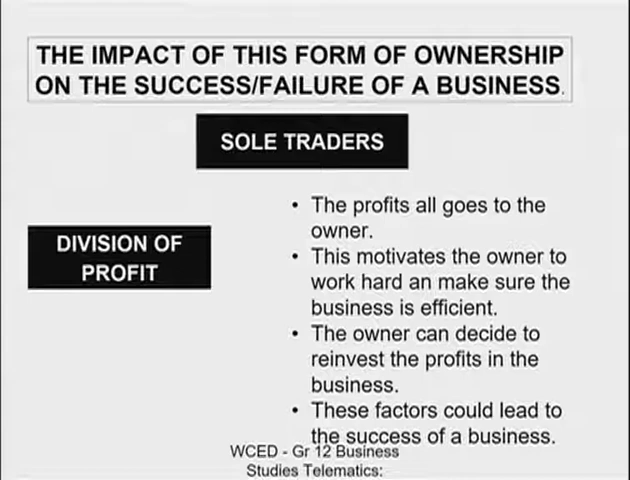 THE IMPACT OF THIS FORM OF OWNERSHIP
ON THE SUCCESS/FAILURE OF A BUSINESS.
SOLE TRADERS
DIVISION OF
PROFIT
• The profits all goes to the
owner.
• This motivates the owner to
work hard an make sure the
business is efficient.
• The owner can decide to
reinvest the profits in the
business.
• These factors could lead to
the success of a business.
WCED - Gr 12 Business
Studies Telematics: